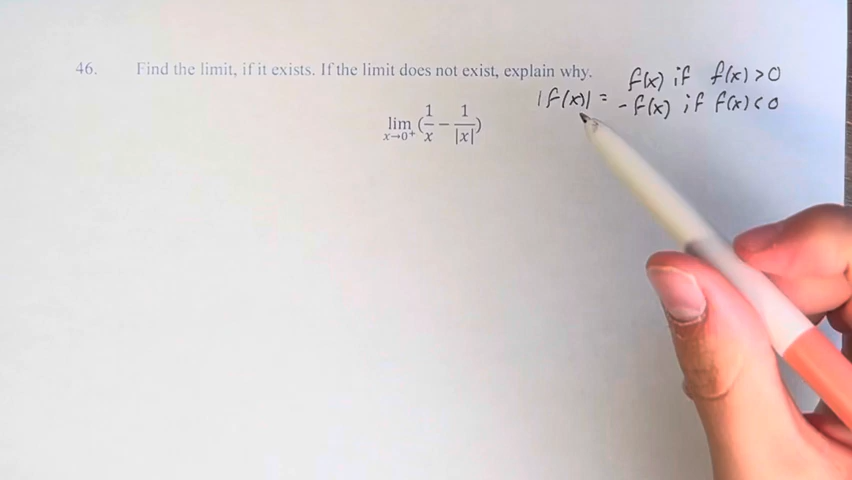 46. Find the limit, if it exists. If the limit does not exist, explain why.
|f(x)| = f(x) if f(x) > 0
-f(x) if f(x) < 0
lim x→0⁺ (1/x − 1/|x|)